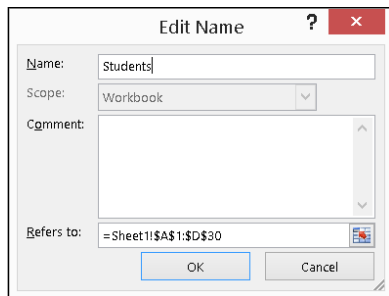 Edit Name ? ×
Name: Students
Scope: Workbook
Comment:
Refers to: =Sheet1!$A$1:$D$30
OK Cancel